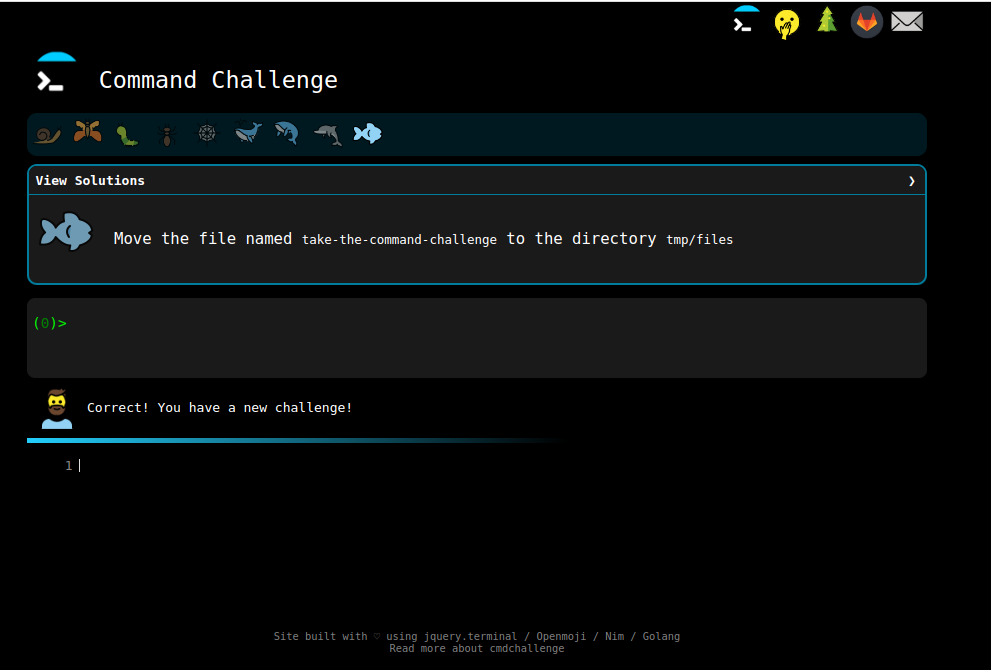 Command Challenge
View Solutions ❯
Move the file named take-the-command-challenge to the directory tmp/files
(0)>
Correct! You have a new challenge!
1
Site built with ♡ using jquery.terminal / Openmoji / Nim / Golang
Read more about cmdchallenge